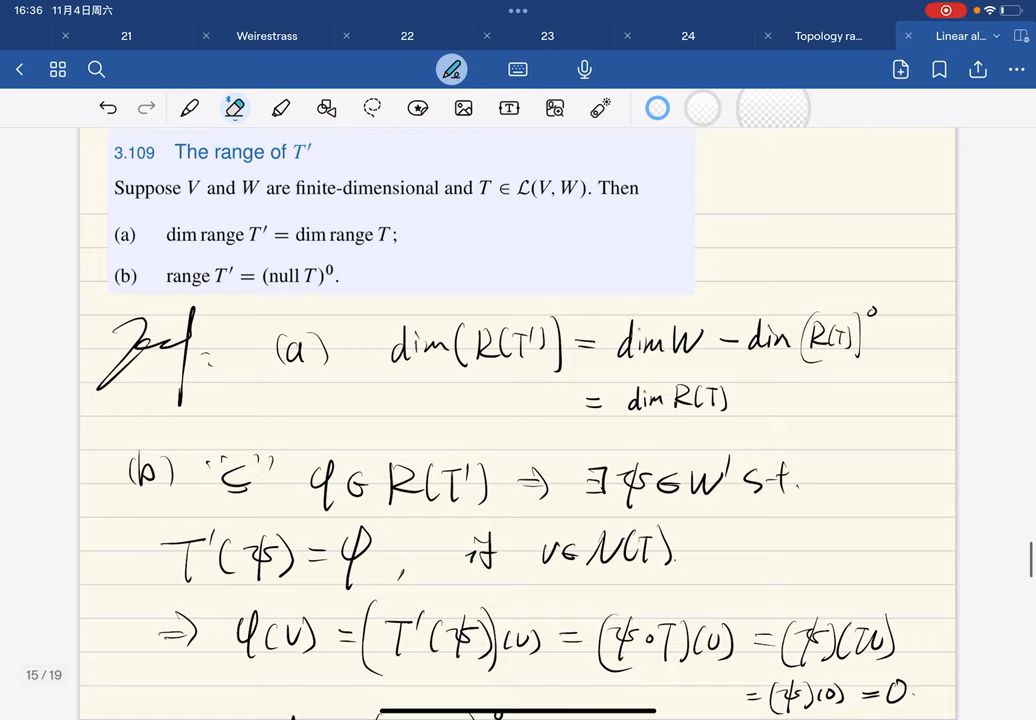 16:36 11月4日周六
21 Weirestrass 22 23 24 Topology ra... Linear al...
3.109 The range of T′
Suppose V and W are finite-dimensional and T ∈ ℒ(V, W). Then
(a) dim range T′ = dim range T;
(b) range T′ = (null T)⁰.
(a) dim(R(T′)) = dimW − dim(R(T))⁰
= dim R(T)
(b) "⊆" φ∈R(T′) ⇒ ∃ψ∈W′ s.t.
T′(ψ) = φ, if v∈N(T).
⇒ φ(v) = (T′(ψ))(v) = (ψ∘T)(v) = (ψ)(Tv)
15/19
= (ψ)(0) = 0.